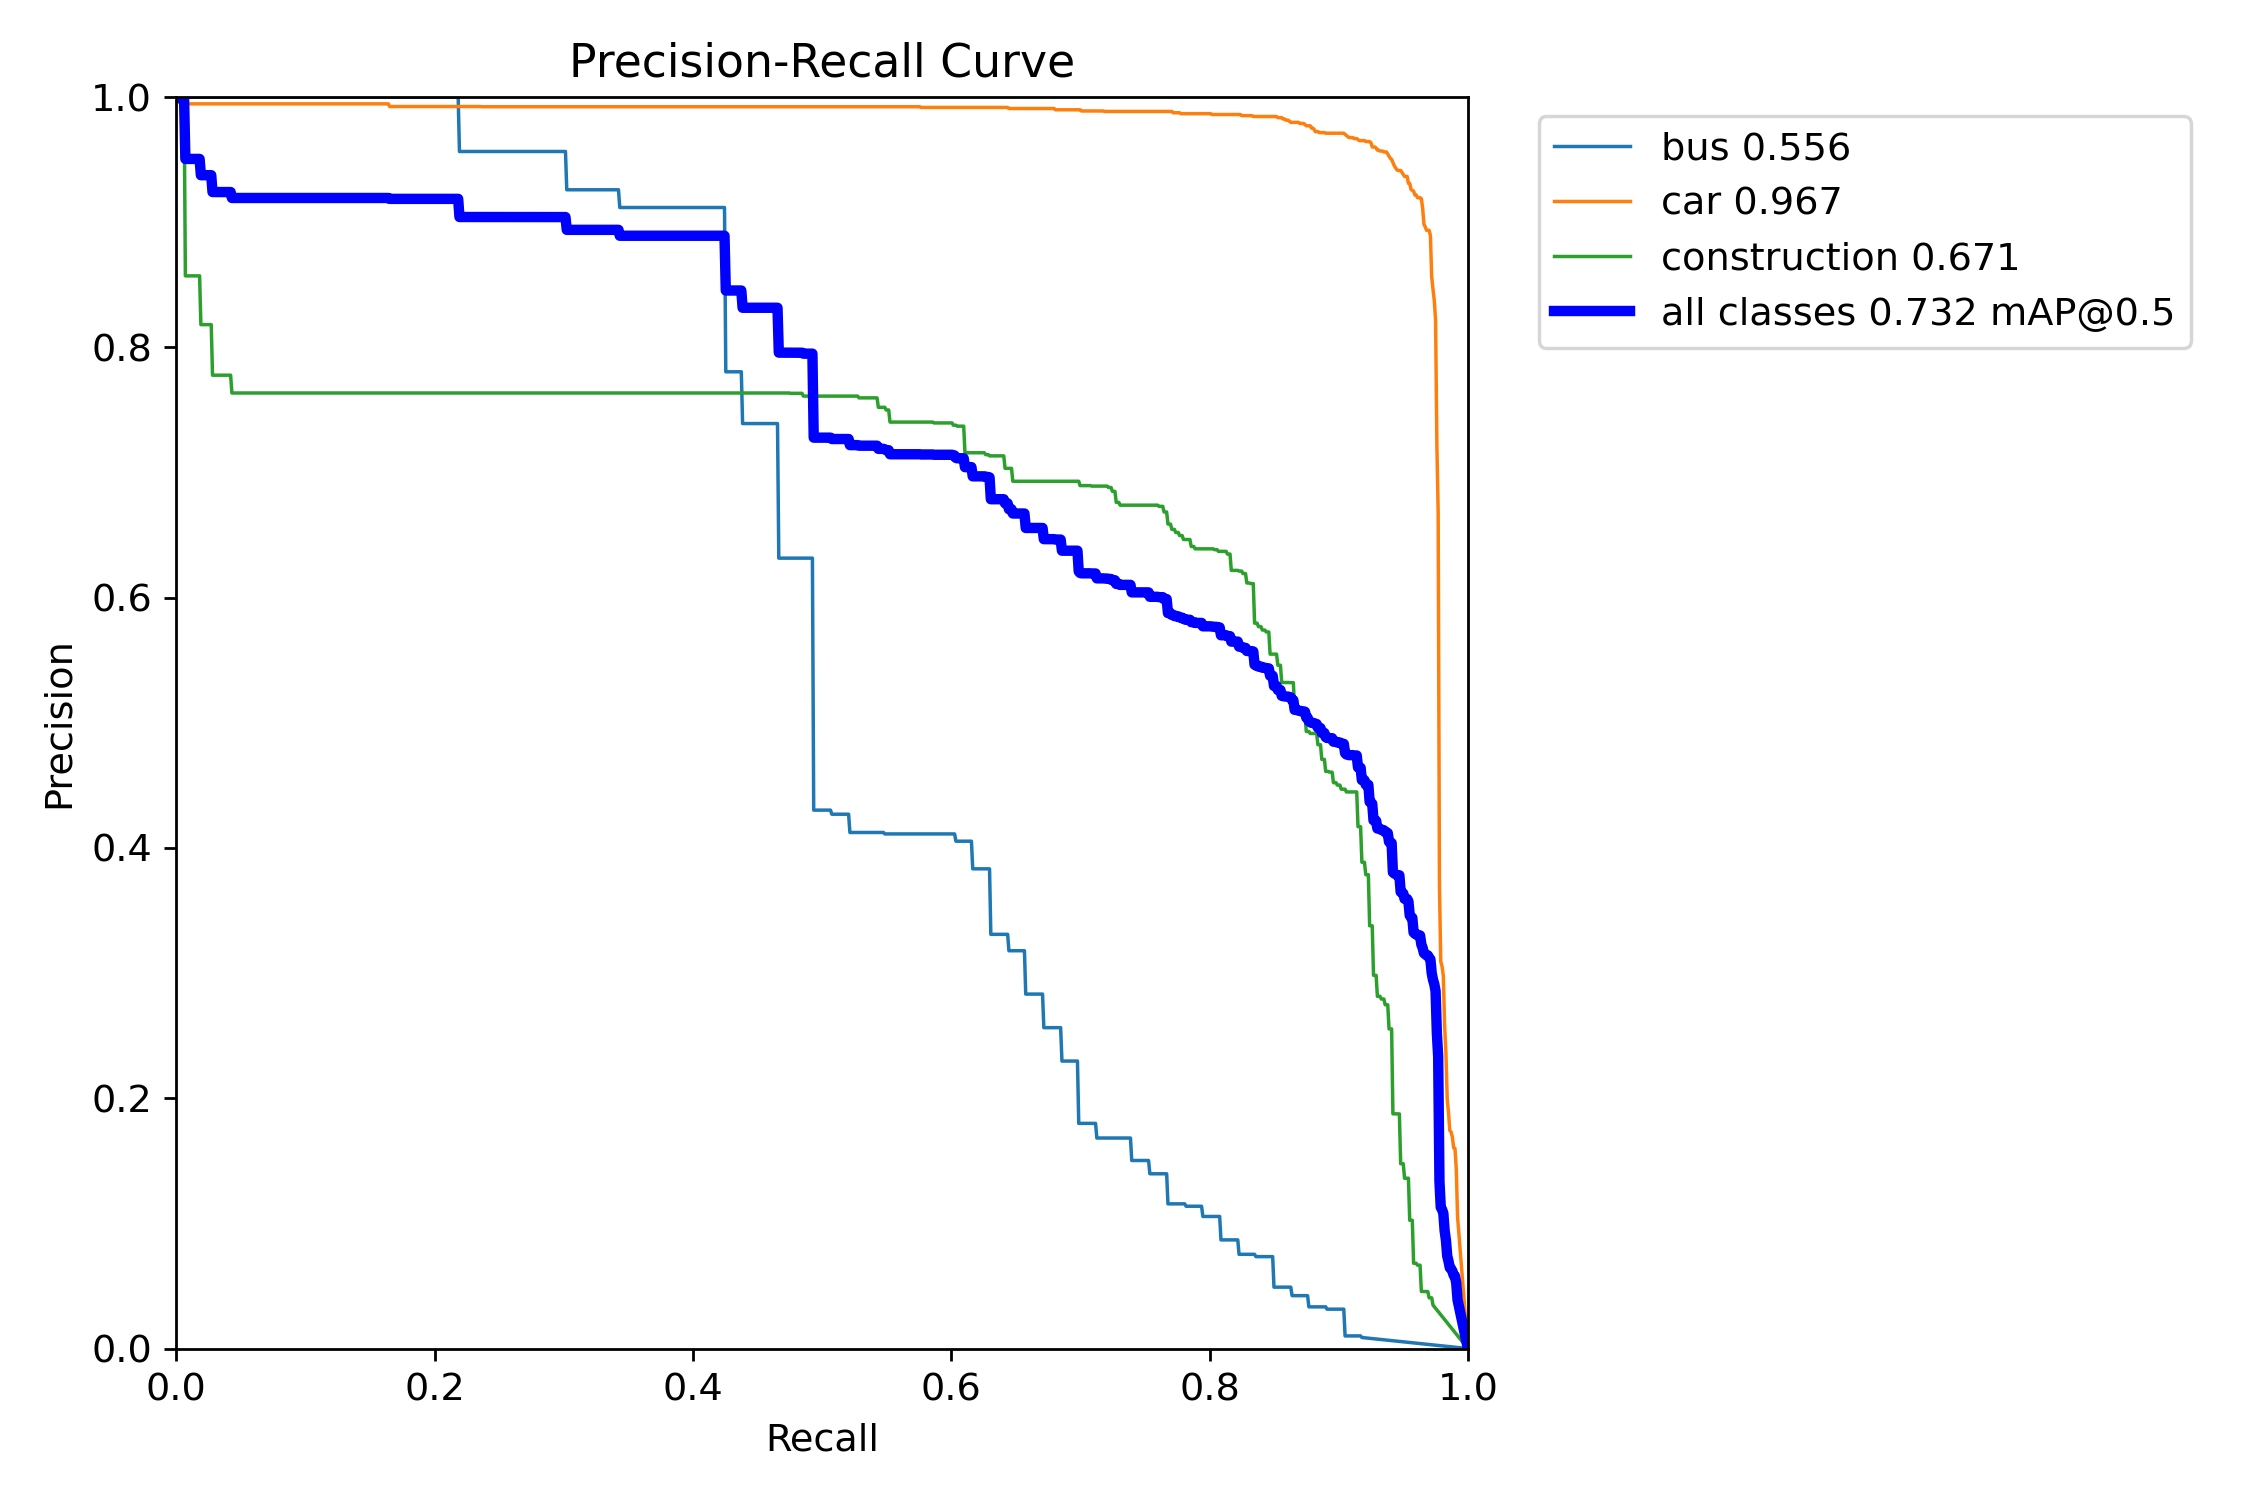 Precision-Recall Curve
1.0
0.8
0.6
0.4
0.2
0.0
Precision
0.0 0.2 0.4 0.6 0.8 1.0
Recall
bus 0.556
car 0.967
construction 0.671
all classes 0.732 mAP@0.5